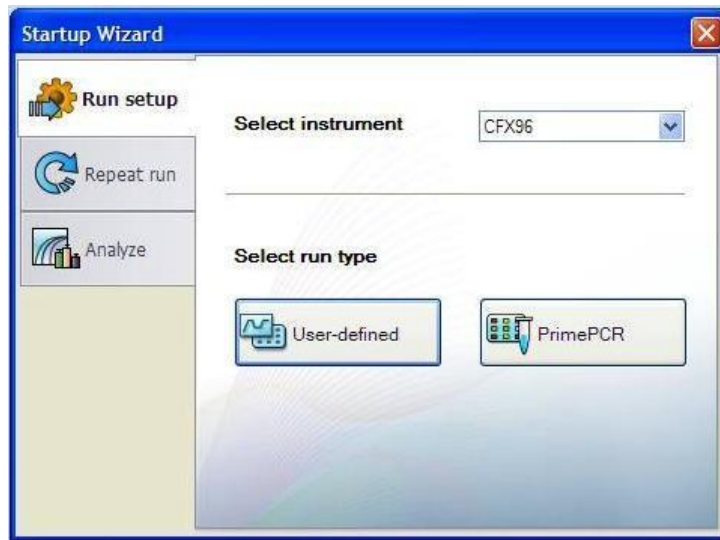 Startup Wizard
Run setup
Repeat run
Analyze
Select instrument
CFX96
Select run type
User-defined
PrimePCR